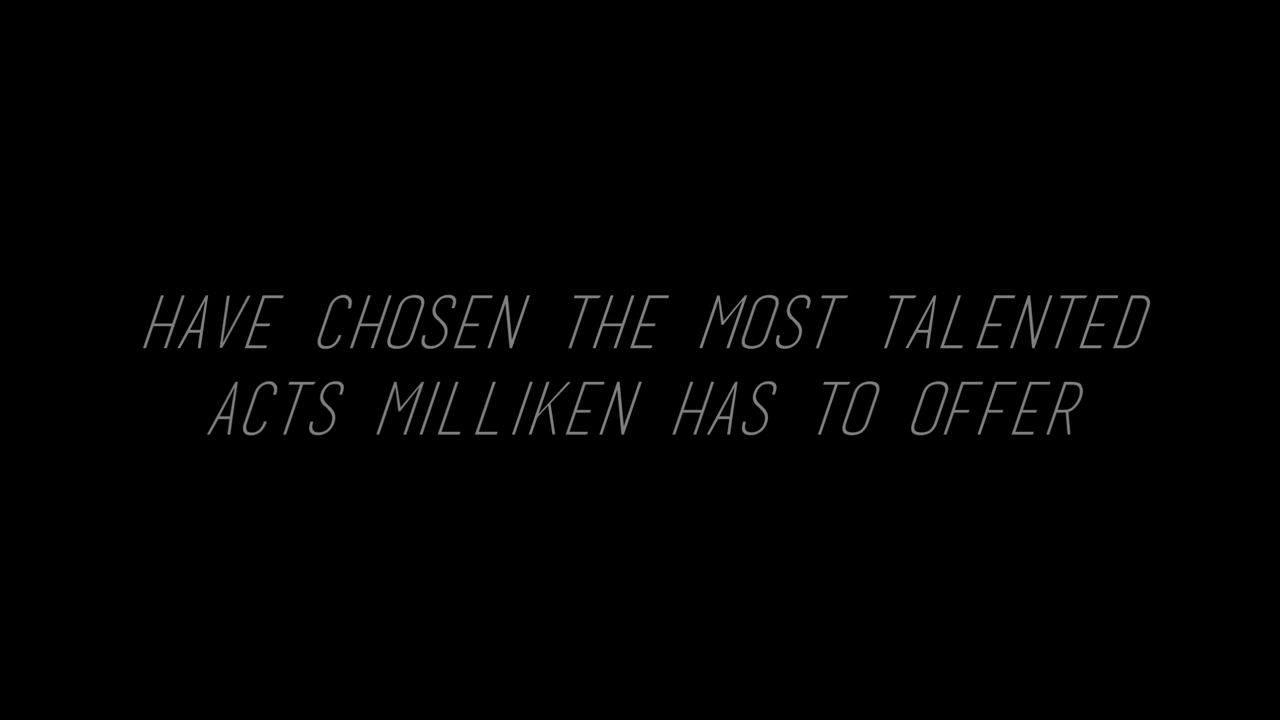 HAVE CHOSEN THE MOST TALENTED
ACTS MILLIKEN HAS TO OFFER